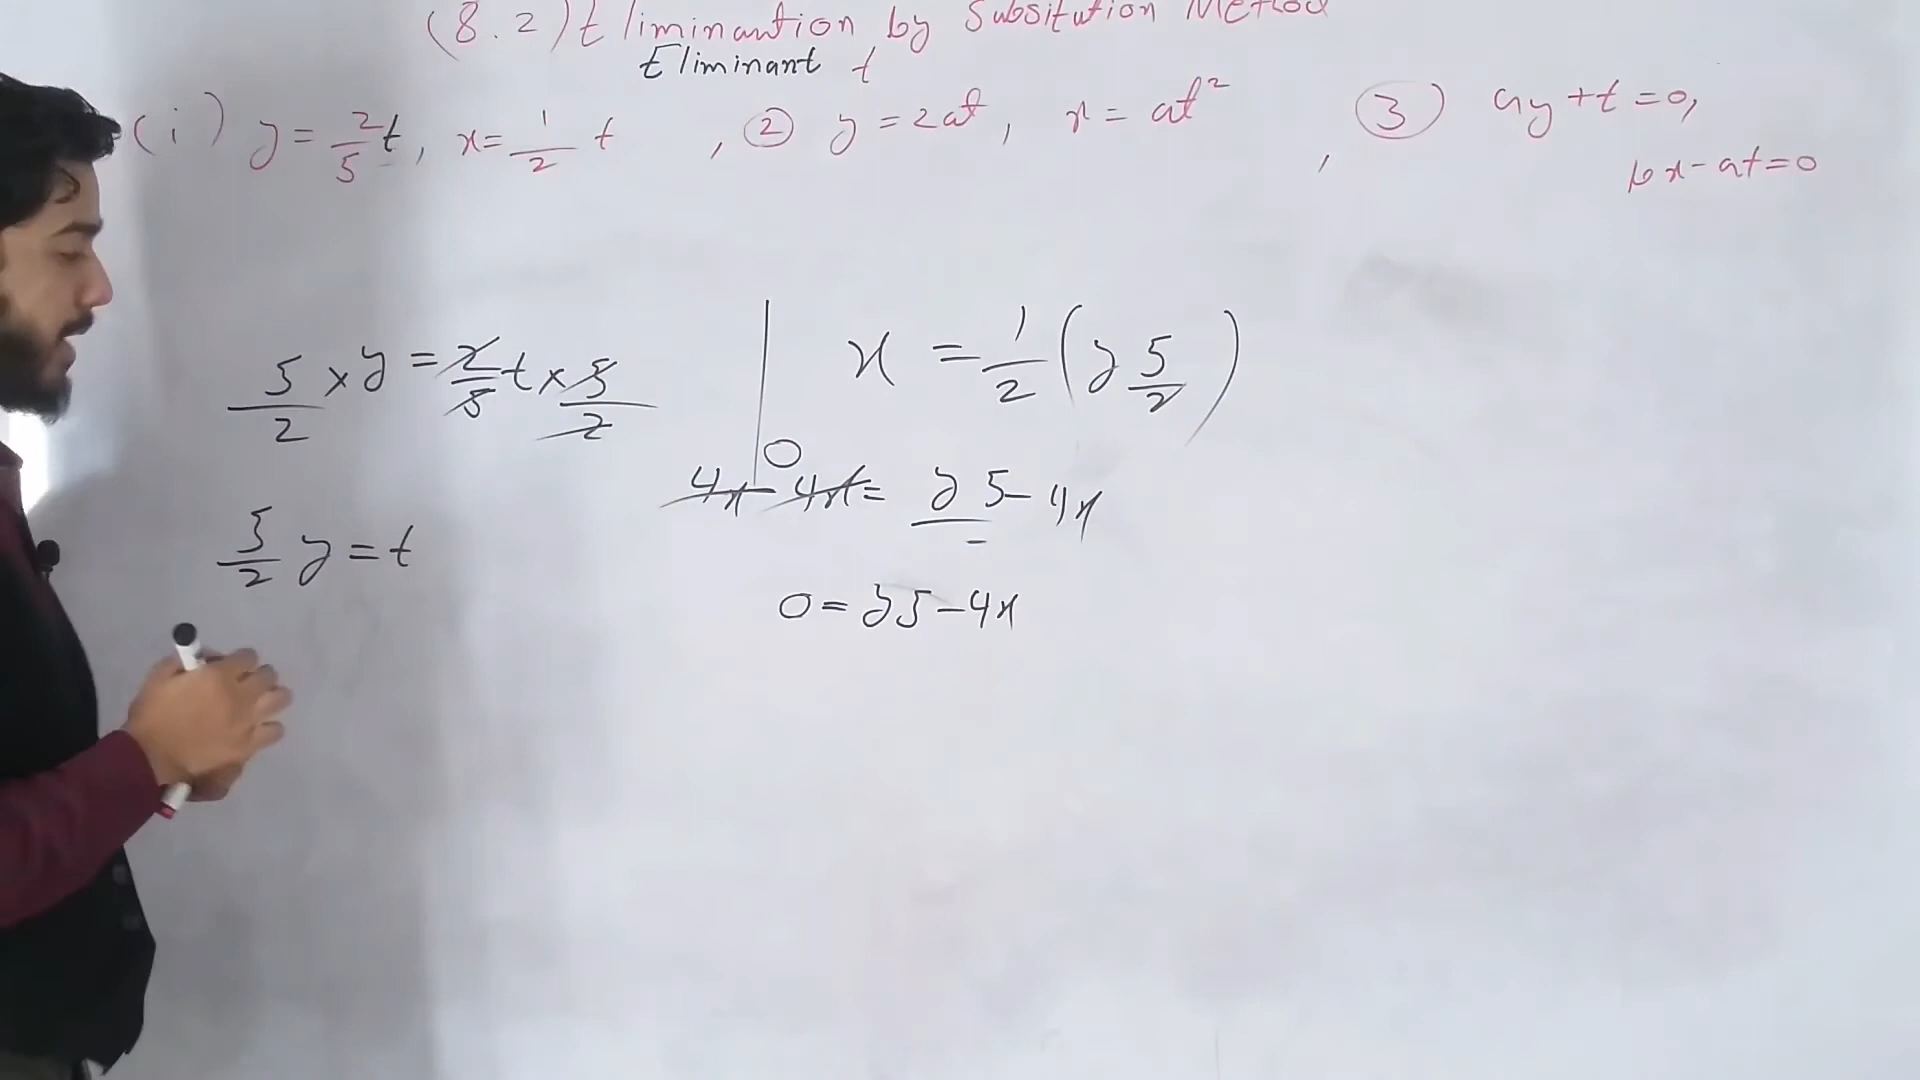 (8.2) Eliminantion by Subsitution Method
Eliminant t
(i) y = 2/5 t, x = 1/2 t , ② y = 2at, x = at² , ③ ay + t = 0,
bx - at = 0
5/2 × y = 2/5 t × 5/2
x = 1/2 (y 5/2)
0
4x - 4x = y5 - 4x
5/2 y = t
0 = y5 - 4x